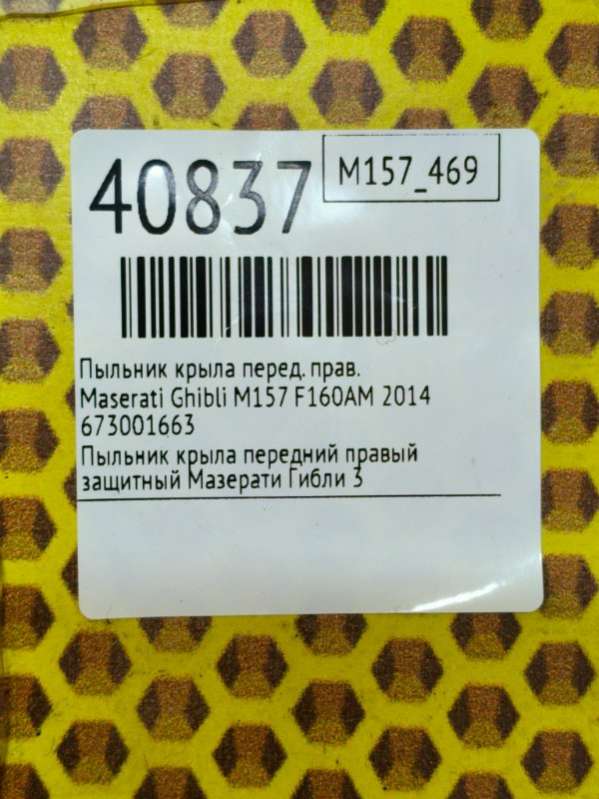 40837
M157_469
Пыльник крыла перед. прав.
Maserati Ghibli M157 F160AM 2014
673001663
Пыльник крыла передний правый
защитный Мазерати Гибли 3